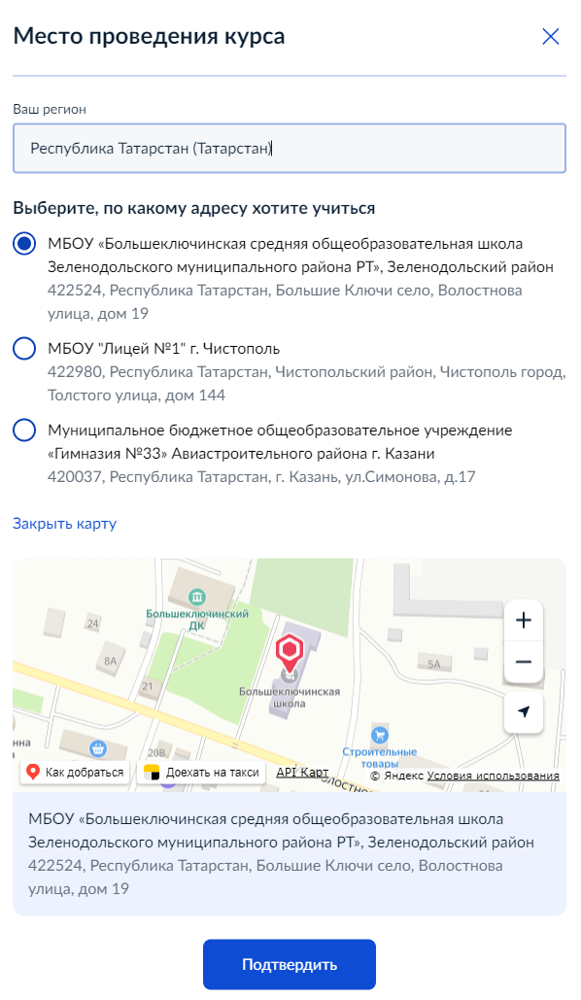 Место проведения курса
Ваш регион
Республика Татарстан (Татарстан)
Выберите, по какому адресу хотите учиться
МБОУ «Большеключинская средняя общеобразовательная школа
Зеленодольского муниципального района РТ», Зеленодольский район
422524, Республика Татарстан, Большие Ключи село, Волостнова
улица, дом 19
МБОУ "Лицей №1" г. Чистополь
422980, Республика Татарстан, Чистопольский район, Чистополь город,
Толстого улица, дом 144
Муниципальное бюджетное общеобразовательное учреждение
«Гимназия №33» Авиастроительного района г. Казани
420037, Республика Татарстан, г. Казань, ул.Симонова, д.17
Закрыть карту
Большеключинский
ДК
24
8А
21
5А
Большеключинская
школа
нна
20В
Строительные
товары
Как добраться
Доехать на такси
API Карт
олостно
© Яндекс Условия использования
МБОУ «Большеключинская средняя общеобразовательная школа
Зеленодольского муниципального района РТ», Зеленодольский район
422524, Республика Татарстан, Большие Ключи село, Волостнова
улица, дом 19
Подтвердить